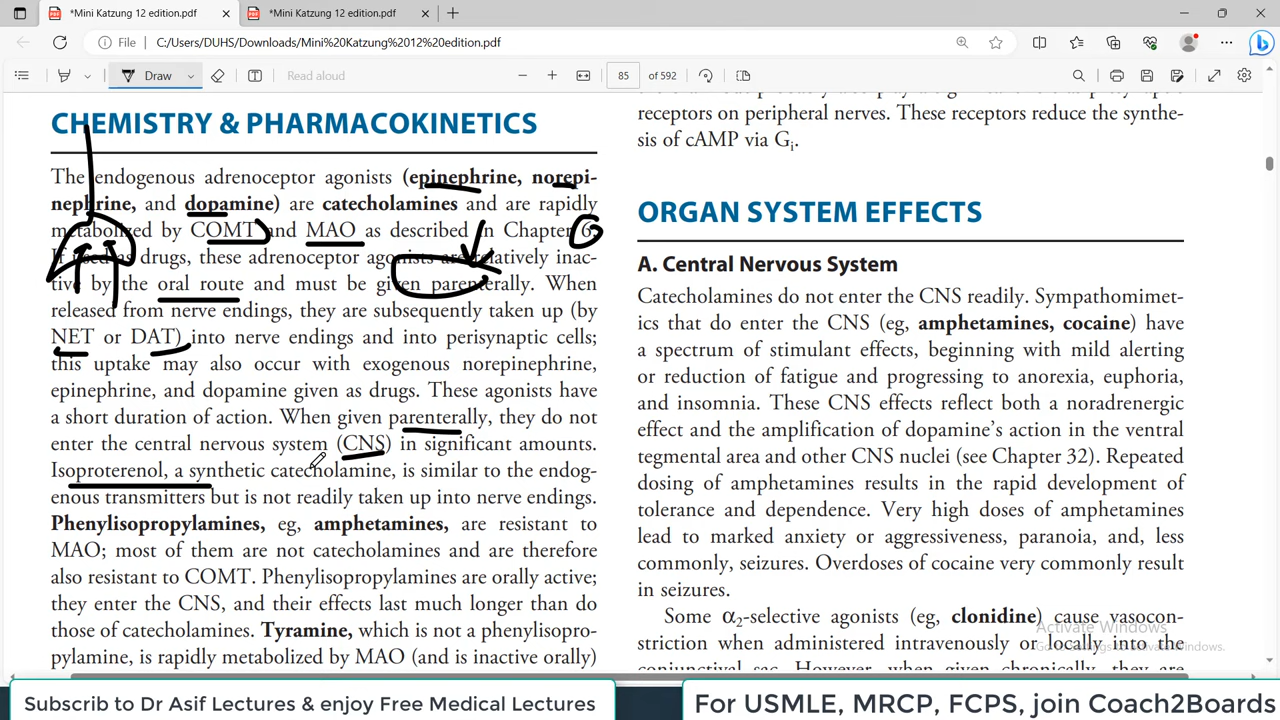 *Mini Katzung 12 edition.pdf
*Mini Katzung 12 edition.pdf
File
C:/Users/DUHS/Downloads/Mini%20Katzung%2012%20edition.pdf
Draw
Read aloud
85
of 592
CHEMISTRY & PHARMACOKINETICS
The endogenous adrenoceptor agonists (epinephrine, norepi-
nephrine, and dopamine) are catecholamines and are rapidly
metabolized by COMT and MAO as described in Chapter 6.
If used as drugs, these adrenoceptor agonists are relatively inac-
tive by the oral route and must be given parenterally. When
released from nerve endings, they are subsequently taken up (by
NET or DAT) into nerve endings and into perisynaptic cells;
this uptake may also occur with exogenous norepinephrine,
epinephrine, and dopamine given as drugs. These agonists have
a short duration of action. When given parenterally, they do not
enter the central nervous system (CNS) in significant amounts.
Isoproterenol, a synthetic catecholamine, is similar to the endog-
enous transmitters but is not readily taken up into nerve endings.
Phenylisopropylamines, eg, amphetamines, are resistant to
MAO; most of them are not catecholamines and are therefore
also resistant to COMT. Phenylisopropylamines are orally active;
they enter the CNS, and their effects last much longer than do
those of catecholamines. Tyramine, which is not a phenylisopro-
pylamine, is rapidly metabolized by MAO (and is inactive orally)
receptors on peripheral nerves. These receptors reduce the synthe-
sis of cAMP via Gi.
ORGAN SYSTEM EFFECTS
A. Central Nervous System
Catecholamines do not enter the CNS readily. Sympathomimet-
ics that do enter the CNS (eg, amphetamines, cocaine) have
a spectrum of stimulant effects, beginning with mild alerting
or reduction of fatigue and progressing to anorexia, euphoria,
and insomnia. These CNS effects reflect both a noradrenergic
effect and the amplification of dopamine's action in the ventral
tegmental area and other CNS nuclei (see Chapter 32). Repeated
dosing of amphetamines results in the rapid development of
tolerance and dependence. Very high doses of amphetamines
lead to marked anxiety or aggressiveness, paranoia, and, less
commonly, seizures. Overdoses of cocaine very commonly result
in seizures.
Some α2-selective agonists (eg, clonidine) cause vasocon-
striction when administered intravenously or locally into the
conjunctival sac. However, when given chronically, they are
Activate Windows
Go to Settings to activate Windows.
Subscrib to Dr Asif Lectures & enjoy Free Medical Lectures
For USMLE, MRCP, FCPS, join Coach2Boards